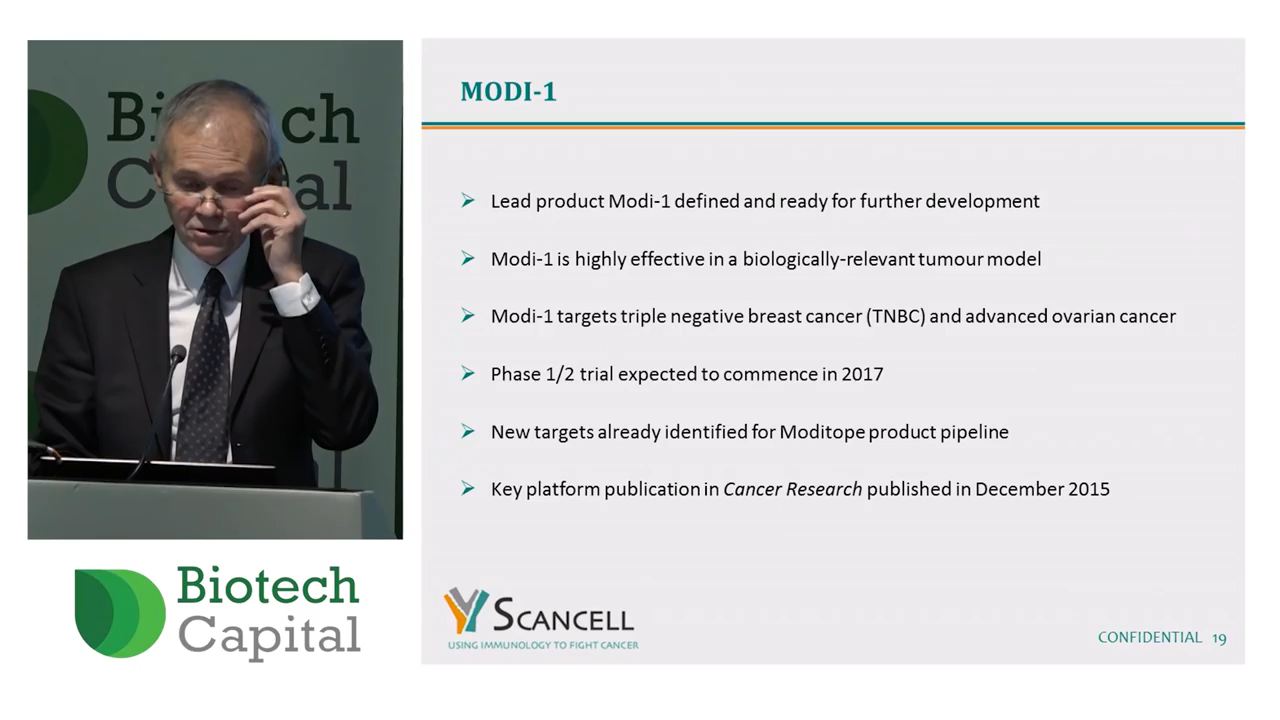 Bi ch
C al
MODI-1
Lead product Modi-1 defined and ready for further development
Modi-1 is highly effective in a biologically-relevant tumour model
Modi-1 targets triple negative breast cancer (TNBC) and advanced ovarian cancer
Phase 1/2 trial expected to commence in 2017
New targets already identified for Moditope product pipeline
Key platform publication in Cancer Research published in December 2015
Biotech
Capital
SCANCELL
USING IMMUNOLOGY TO FIGHT CANCER
CONFIDENTIAL 19